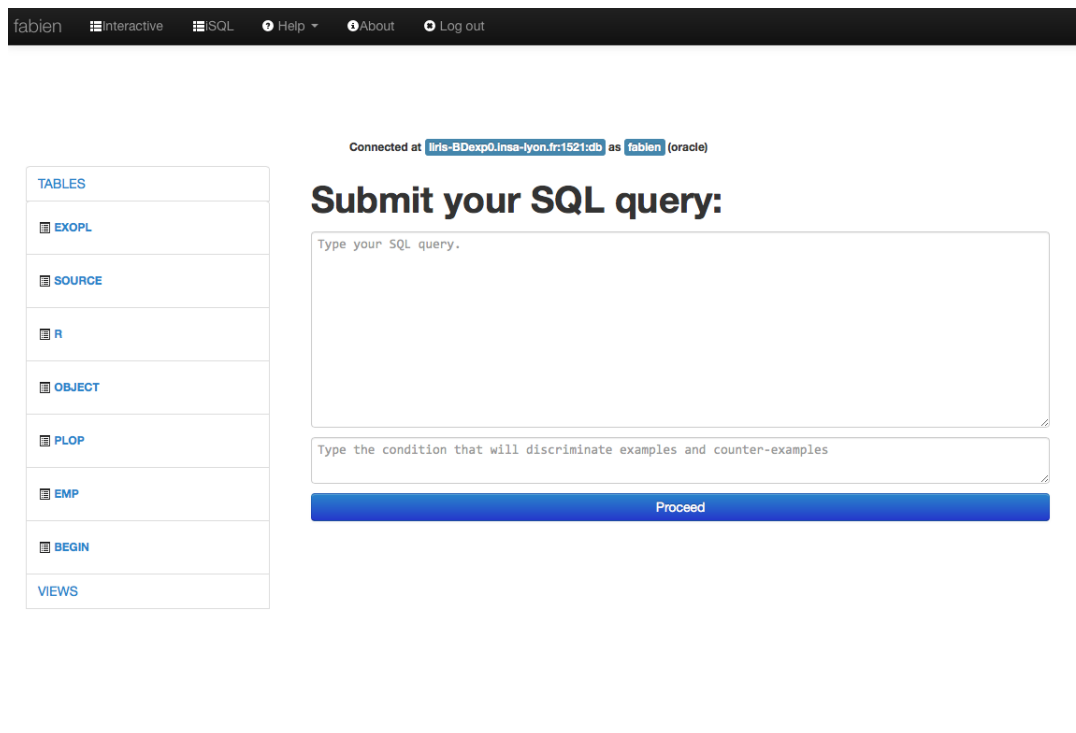 fabien Interactive iSQL Help About Log out
Connected at liris-BDexp0.insa-lyon.fr:1521:db as fabien (oracle)
TABLES
EXOPL
SOURCE
R
OBJECT
PLOP
EMP
BEGIN
VIEWS
Submit your SQL query:
Type your SQL query.
Type the condition that will discriminate examples and counter-examples
Proceed